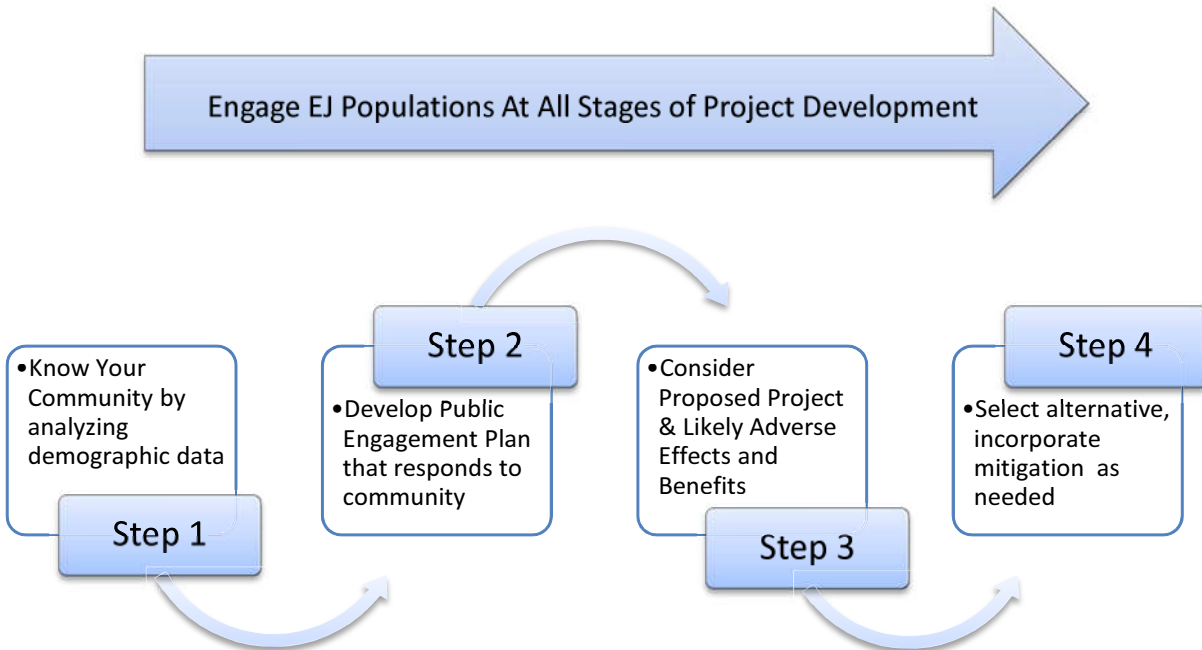 Engage EJ Populations At All Stages of Project Development
•Know Your
Community by
analyzing
demographic data
Step 1
Step 2
•Develop Public
Engagement Plan
that responds to
community
•Consider
Proposed Project
& Likely Adverse
Effects and
Benefits
Step 3
Step 4
•Select alternative,
incorporate
mitigation as
needed